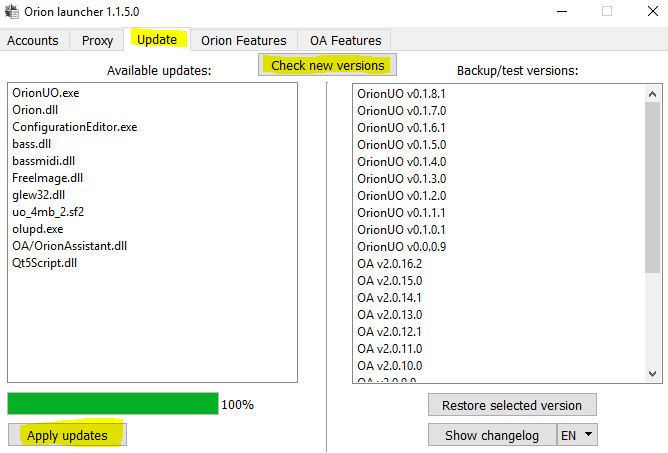 Orion launcher 1.1.5.0
Accounts Proxy Update Orion Features OA Features
Check new versions
Available updates:
OrionUO.exe
Orion.dll
ConfigurationEditor.exe
bass.dll
bassmidi.dll
FreeImage.dll
glew32.dll
uo_4mb_2.sf2
olupd.exe
OA/OrionAssistant.dll
Qt5Script.dll
100%
Apply updates
Backup/test versions:
OrionUO v0.1.8.1
OrionUO v0.1.7.0
OrionUO v0.1.6.1
OrionUO v0.1.5.0
OrionUO v0.1.4.0
OrionUO v0.1.3.0
OrionUO v0.1.2.0
OrionUO v0.1.1.1
OrionUO v0.1.0.1
OrionUO v0.0.0.9
OA v2.0.16.2
OA v2.0.15.0
OA v2.0.14.1
OA v2.0.13.0
OA v2.0.12.1
OA v2.0.11.0
OA v2.0.10.0
OA v2.0.9.0
Restore selected version
Show changelog EN